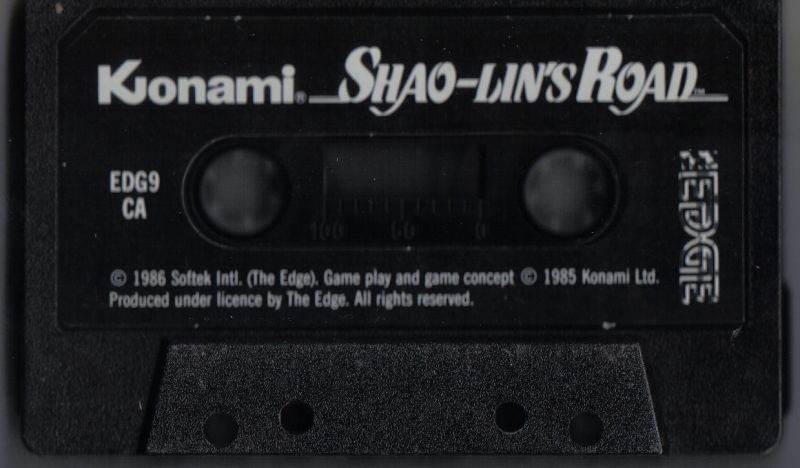 Konami® SHAO-LIN'S ROAD™
EDG9
CA
100 50 0
EDGE
© 1986 Softek Intl. (The Edge). Game play and game concept © 1985 Konami Ltd.
Produced under licence by The Edge. All rights reserved.